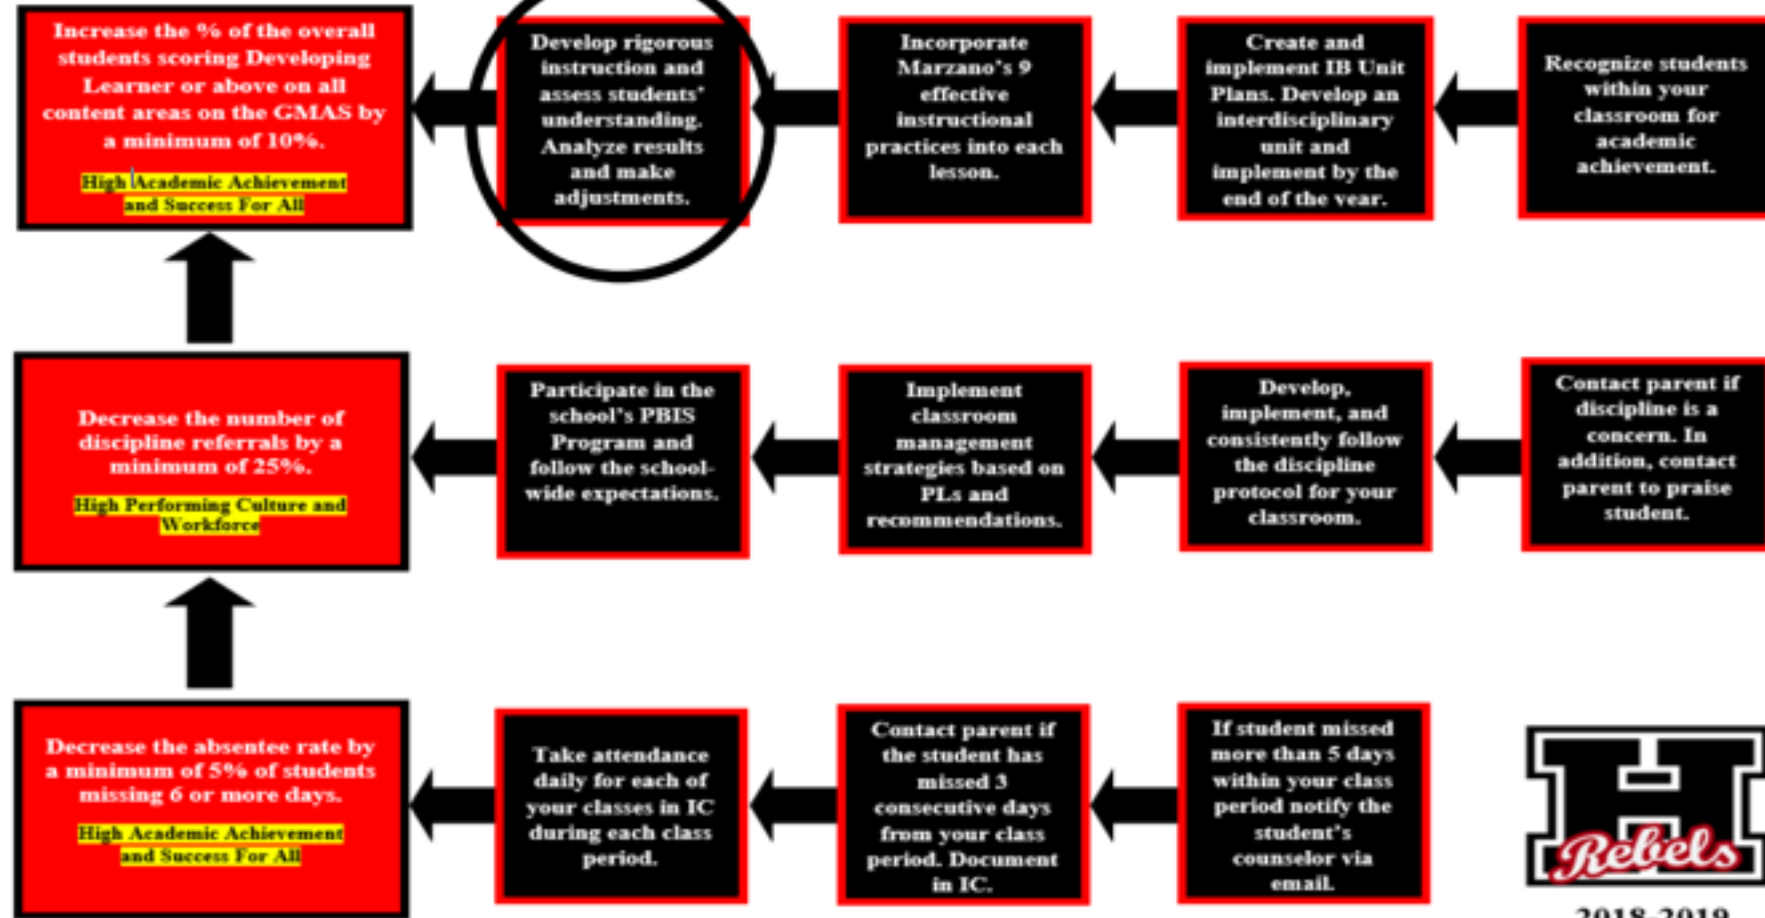 Increase the % of the overall
students scoring Developing
Learner or above on all
content areas on the GMAS by
a minimum of 10%.
High Academic Achievement
and Success For All
Develop rigorous
instruction and
assess students'
understanding.
Analyze results
and make
adjustments.
Incorporate
Marzano's 9
effective
instructional
practices into each
lesson.
Create and
implement IB Unit
Plans. Develop an
interdisciplinary
unit and
implement by the
end of the year.
Recognize students
within your
classroom for
academic
achievement.
Decrease the number of
discipline referrals by a
minimum of 25%.
High Performing Culture and
Workforce
Participate in the
school's PBIS
Program and
follow the school-
wide expectations.
Implement
classroom
management
strategies based on
PLs and
recommendations.
Develop,
implement, and
consistently follow
the discipline
protocol for your
classroom.
Contact parent if
discipline is a
concern. In
addition, contact
parent to praise
student.
Decrease the absentee rate by
a minimum of 5% of students
missing 6 or more days.
High Academic Achievement
and Success For All
Take attendance
daily for each of
your classes in IC
during each class
period.
Contact parent if
the student has
missed 3
consecutive days
from your class
period. Document
in IC.
If student missed
more than 5 days
within your class
period notify the
student's
counselor via
email.
H
Rebels
2018-2019